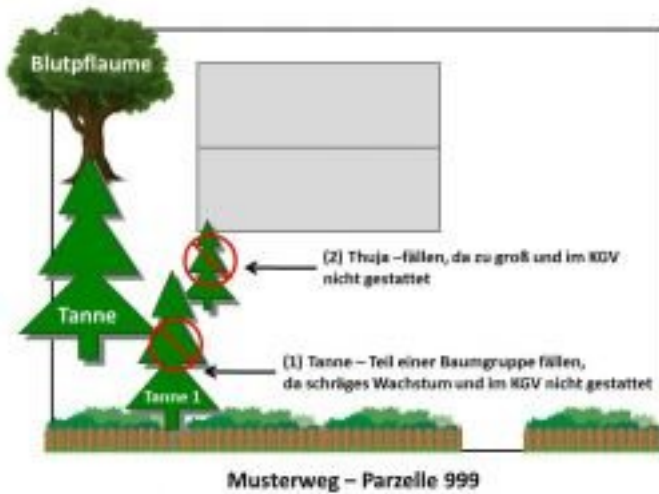 Blutpflaume
(2) Thuja –fällen, da zu groß und im KGV
nicht gestattet
Tanne
(1) Tanne – Teil einer Baumgruppe fällen,
da schräges Wachstum und im KGV nicht gestattet
Tanne 1
Musterweg – Parzelle 999